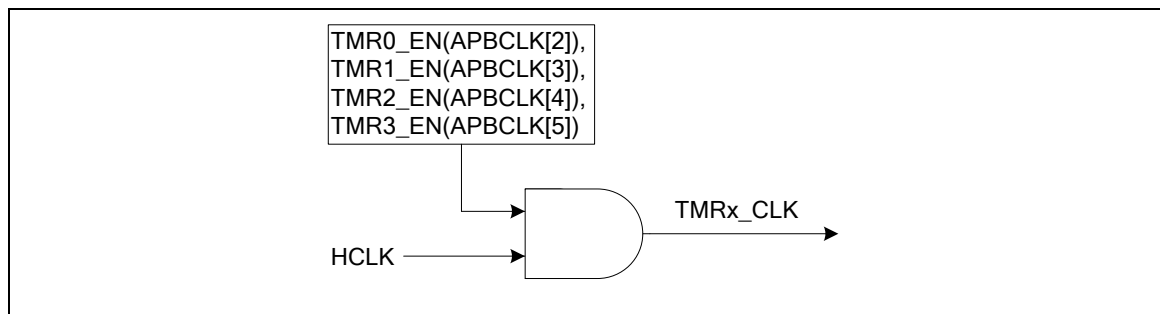 TMR0_EN(APBCLK[2]),
TMR1_EN(APBCLK[3]),
TMR2_EN(APBCLK[4]),
TMR3_EN(APBCLK[5])
TMRx_CLK
HCLK